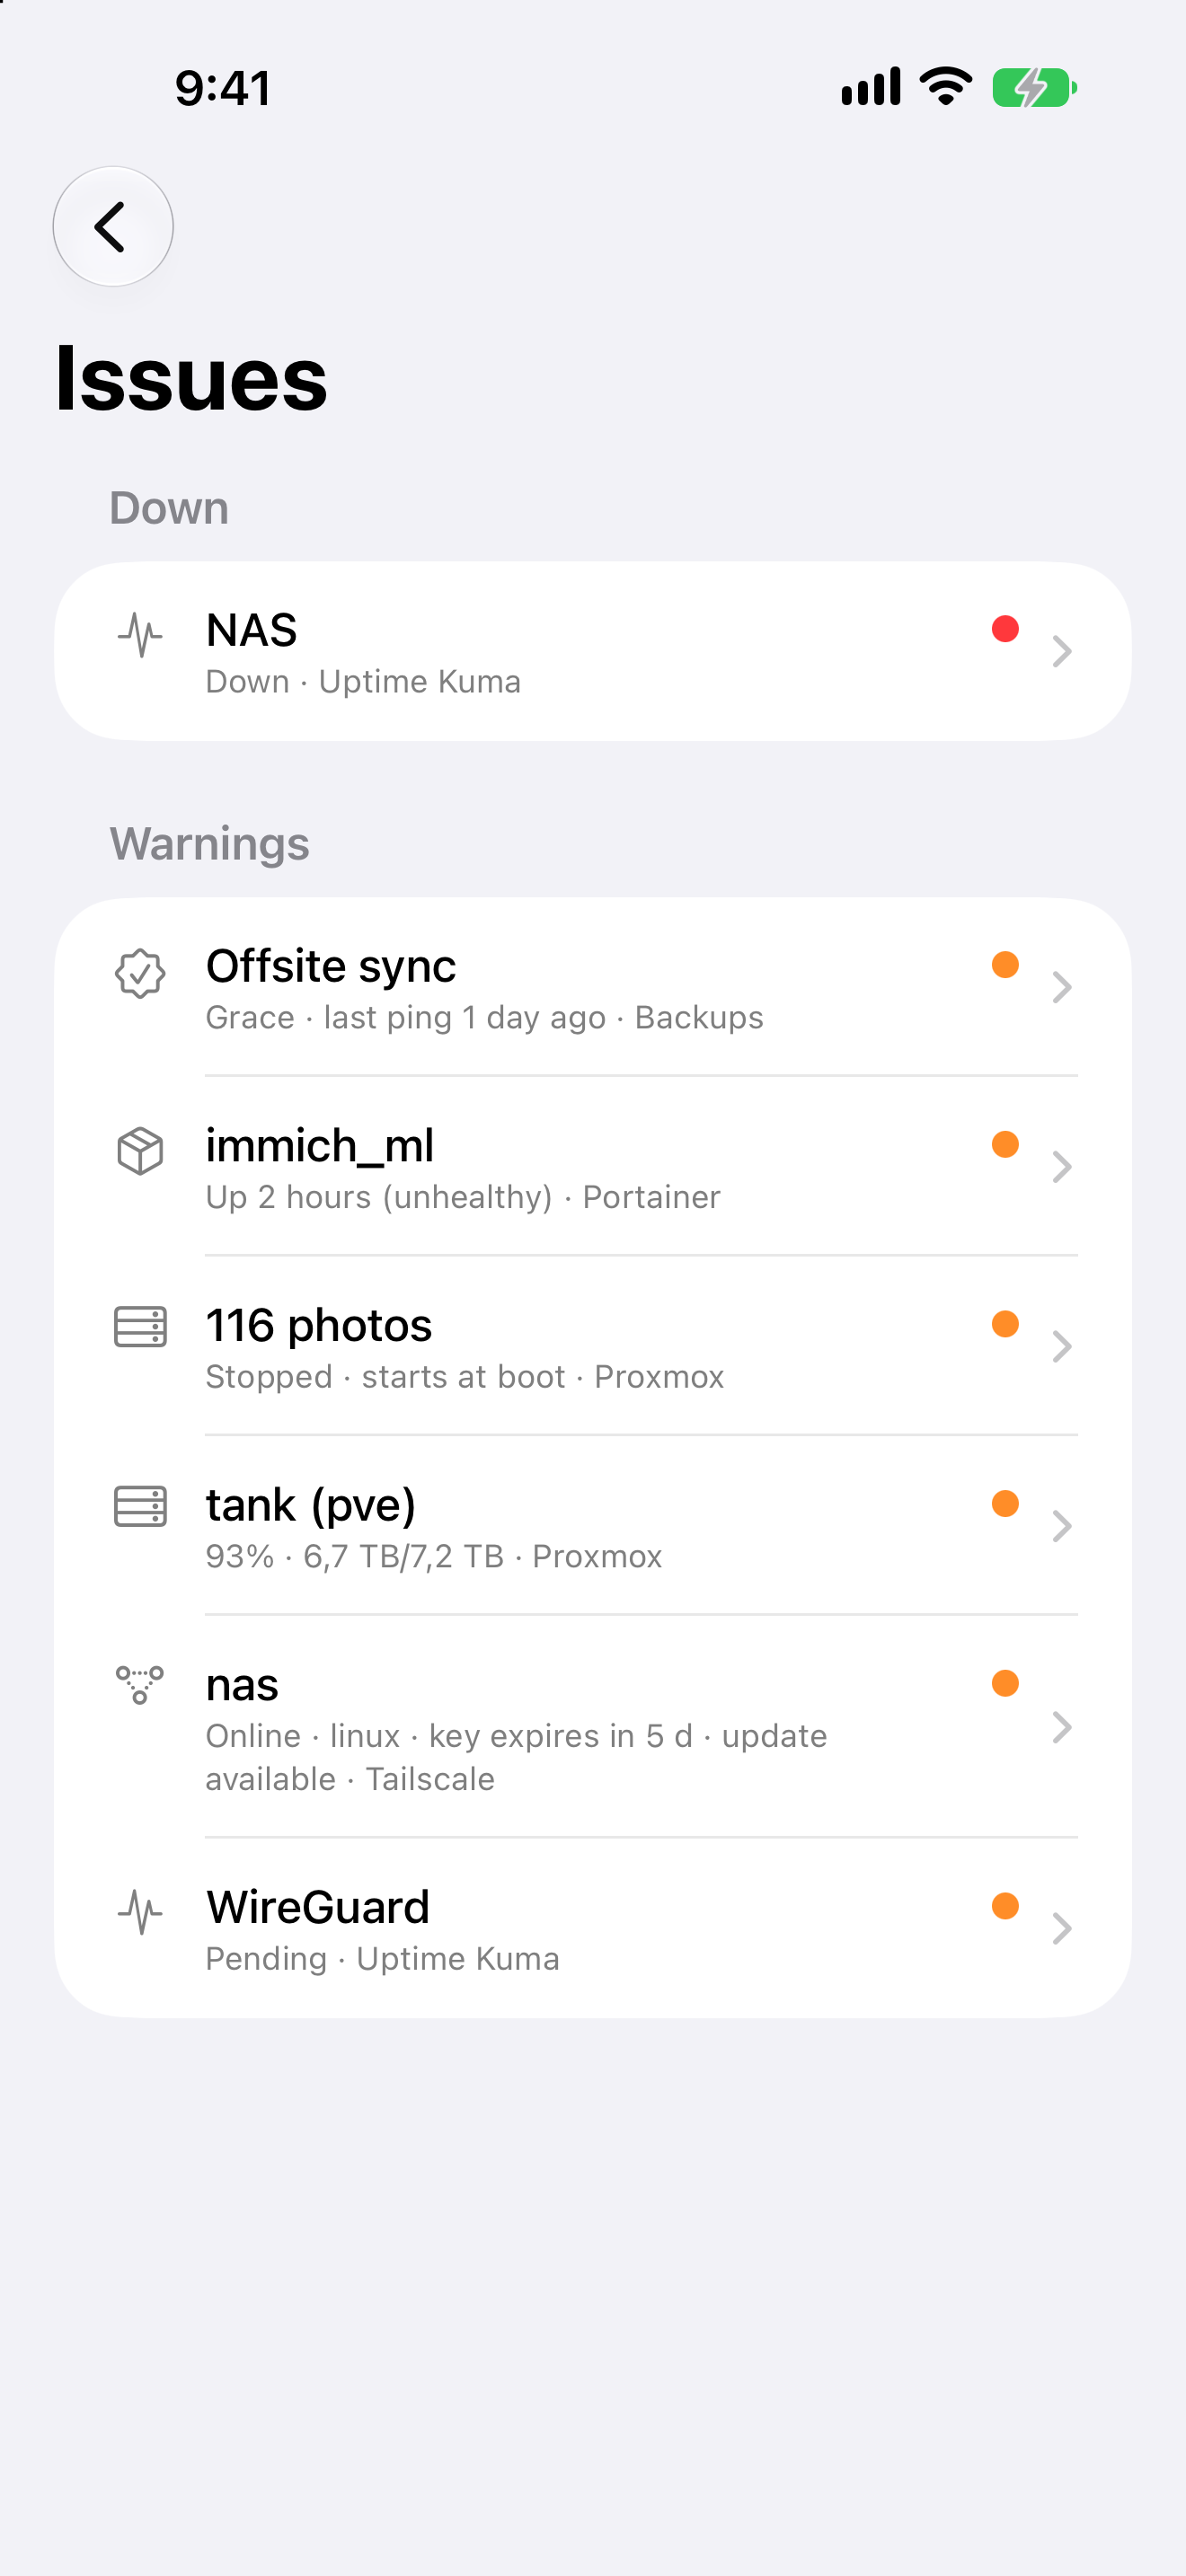 9:41
Issues
Down
NAS
Down · Uptime Kuma
Warnings
Offsite sync
Grace · last ping 1 day ago · Backups
immich_ml
Up 2 hours (unhealthy) · Portainer
116 photos
Stopped · starts at boot · Proxmox
tank (pve)
93% · 6,7 TB/7,2 TB · Proxmox
nas
Online · linux · key expires in 5 d · update
available · Tailscale
WireGuard
Pending · Uptime Kuma